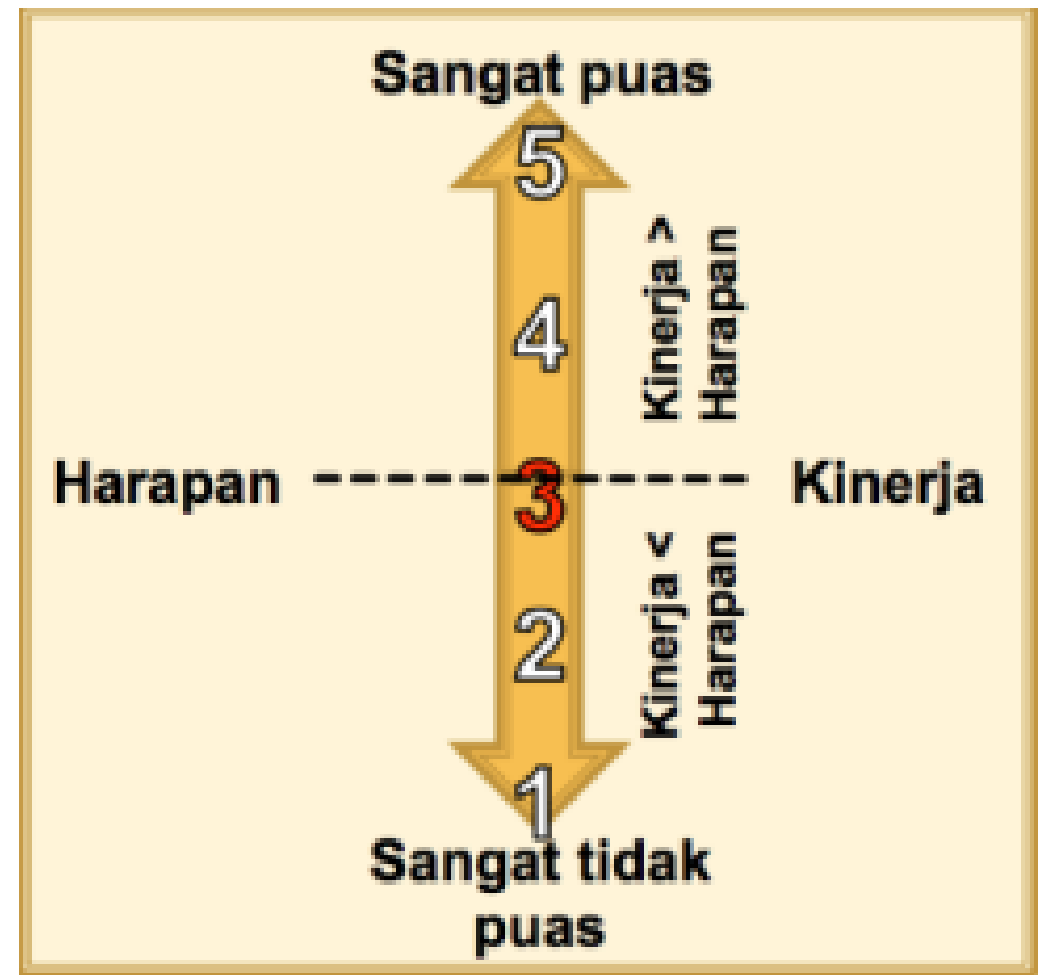 Sangat puas
5
Kinerja >
Harapan
4
Harapan
3
Kinerja
Kinerja <
Harapan
2
1
Sangat tidak
puas